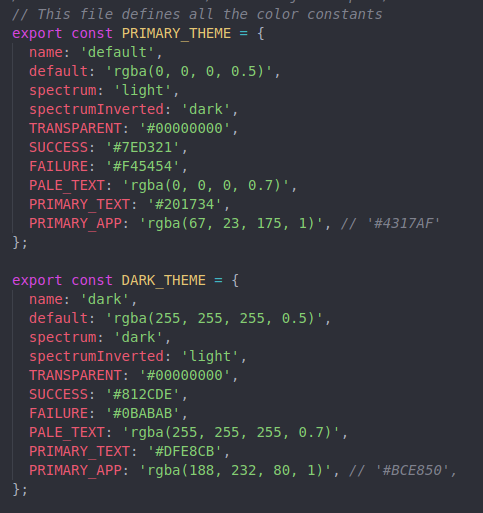 // This file defines all the color constants
export const PRIMARY_THEME = {
name: 'default',
default: 'rgba(0, 0, 0, 0.5)',
spectrum: 'light',
spectrumInverted: 'dark',
TRANSPARENT: '#00000000',
SUCCESS: '#7ED321',
FAILURE: '#F45454',
PALE_TEXT: 'rgba(0, 0, 0, 0.7)',
PRIMARY_TEXT: '#201734',
PRIMARY_APP: 'rgba(67, 23, 175, 1)', // '#4317AF'
};
export const DARK_THEME = {
name: 'dark',
default: 'rgba(255, 255, 255, 0.5)',
spectrum: 'dark',
spectrumInverted: 'light',
TRANSPARENT: '#00000000',
SUCCESS: '#812CDE',
FAILURE: '#0BABAB',
PALE_TEXT: 'rgba(255, 255, 255, 0.7)',
PRIMARY_TEXT: '#DFE8CB',
PRIMARY_APP: 'rgba(188, 232, 80, 1)', // '#BCE850',
};